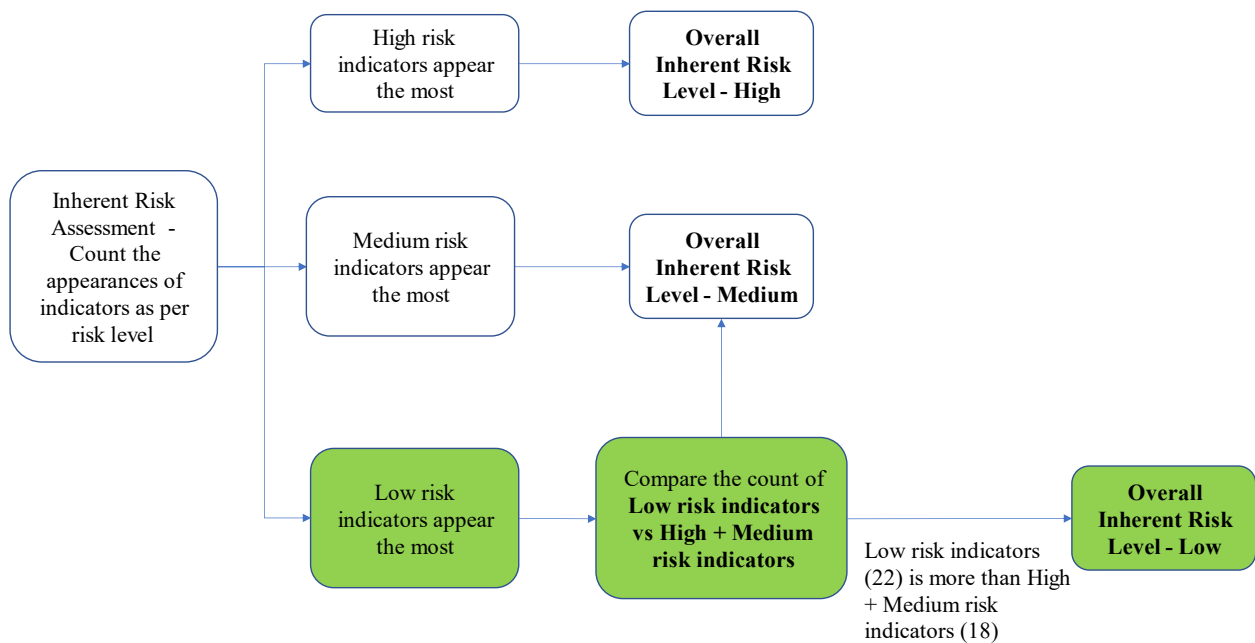 High risk
indicators appear
the most
Overall
Inherent Risk
Level - High
Inherent Risk
Assessment -
Count the
appearances of
indicators as per
risk level
Medium risk
indicators appear
the most
Overall
Inherent Risk
Level - Medium
Low risk
indicators appear
the most
Compare the count of
Low risk indicators
vs High + Medium
risk indicators
Overall
Inherent Risk
Level - Low
Low risk indicators
(22) is more than High
+ Medium risk
indicators (18)